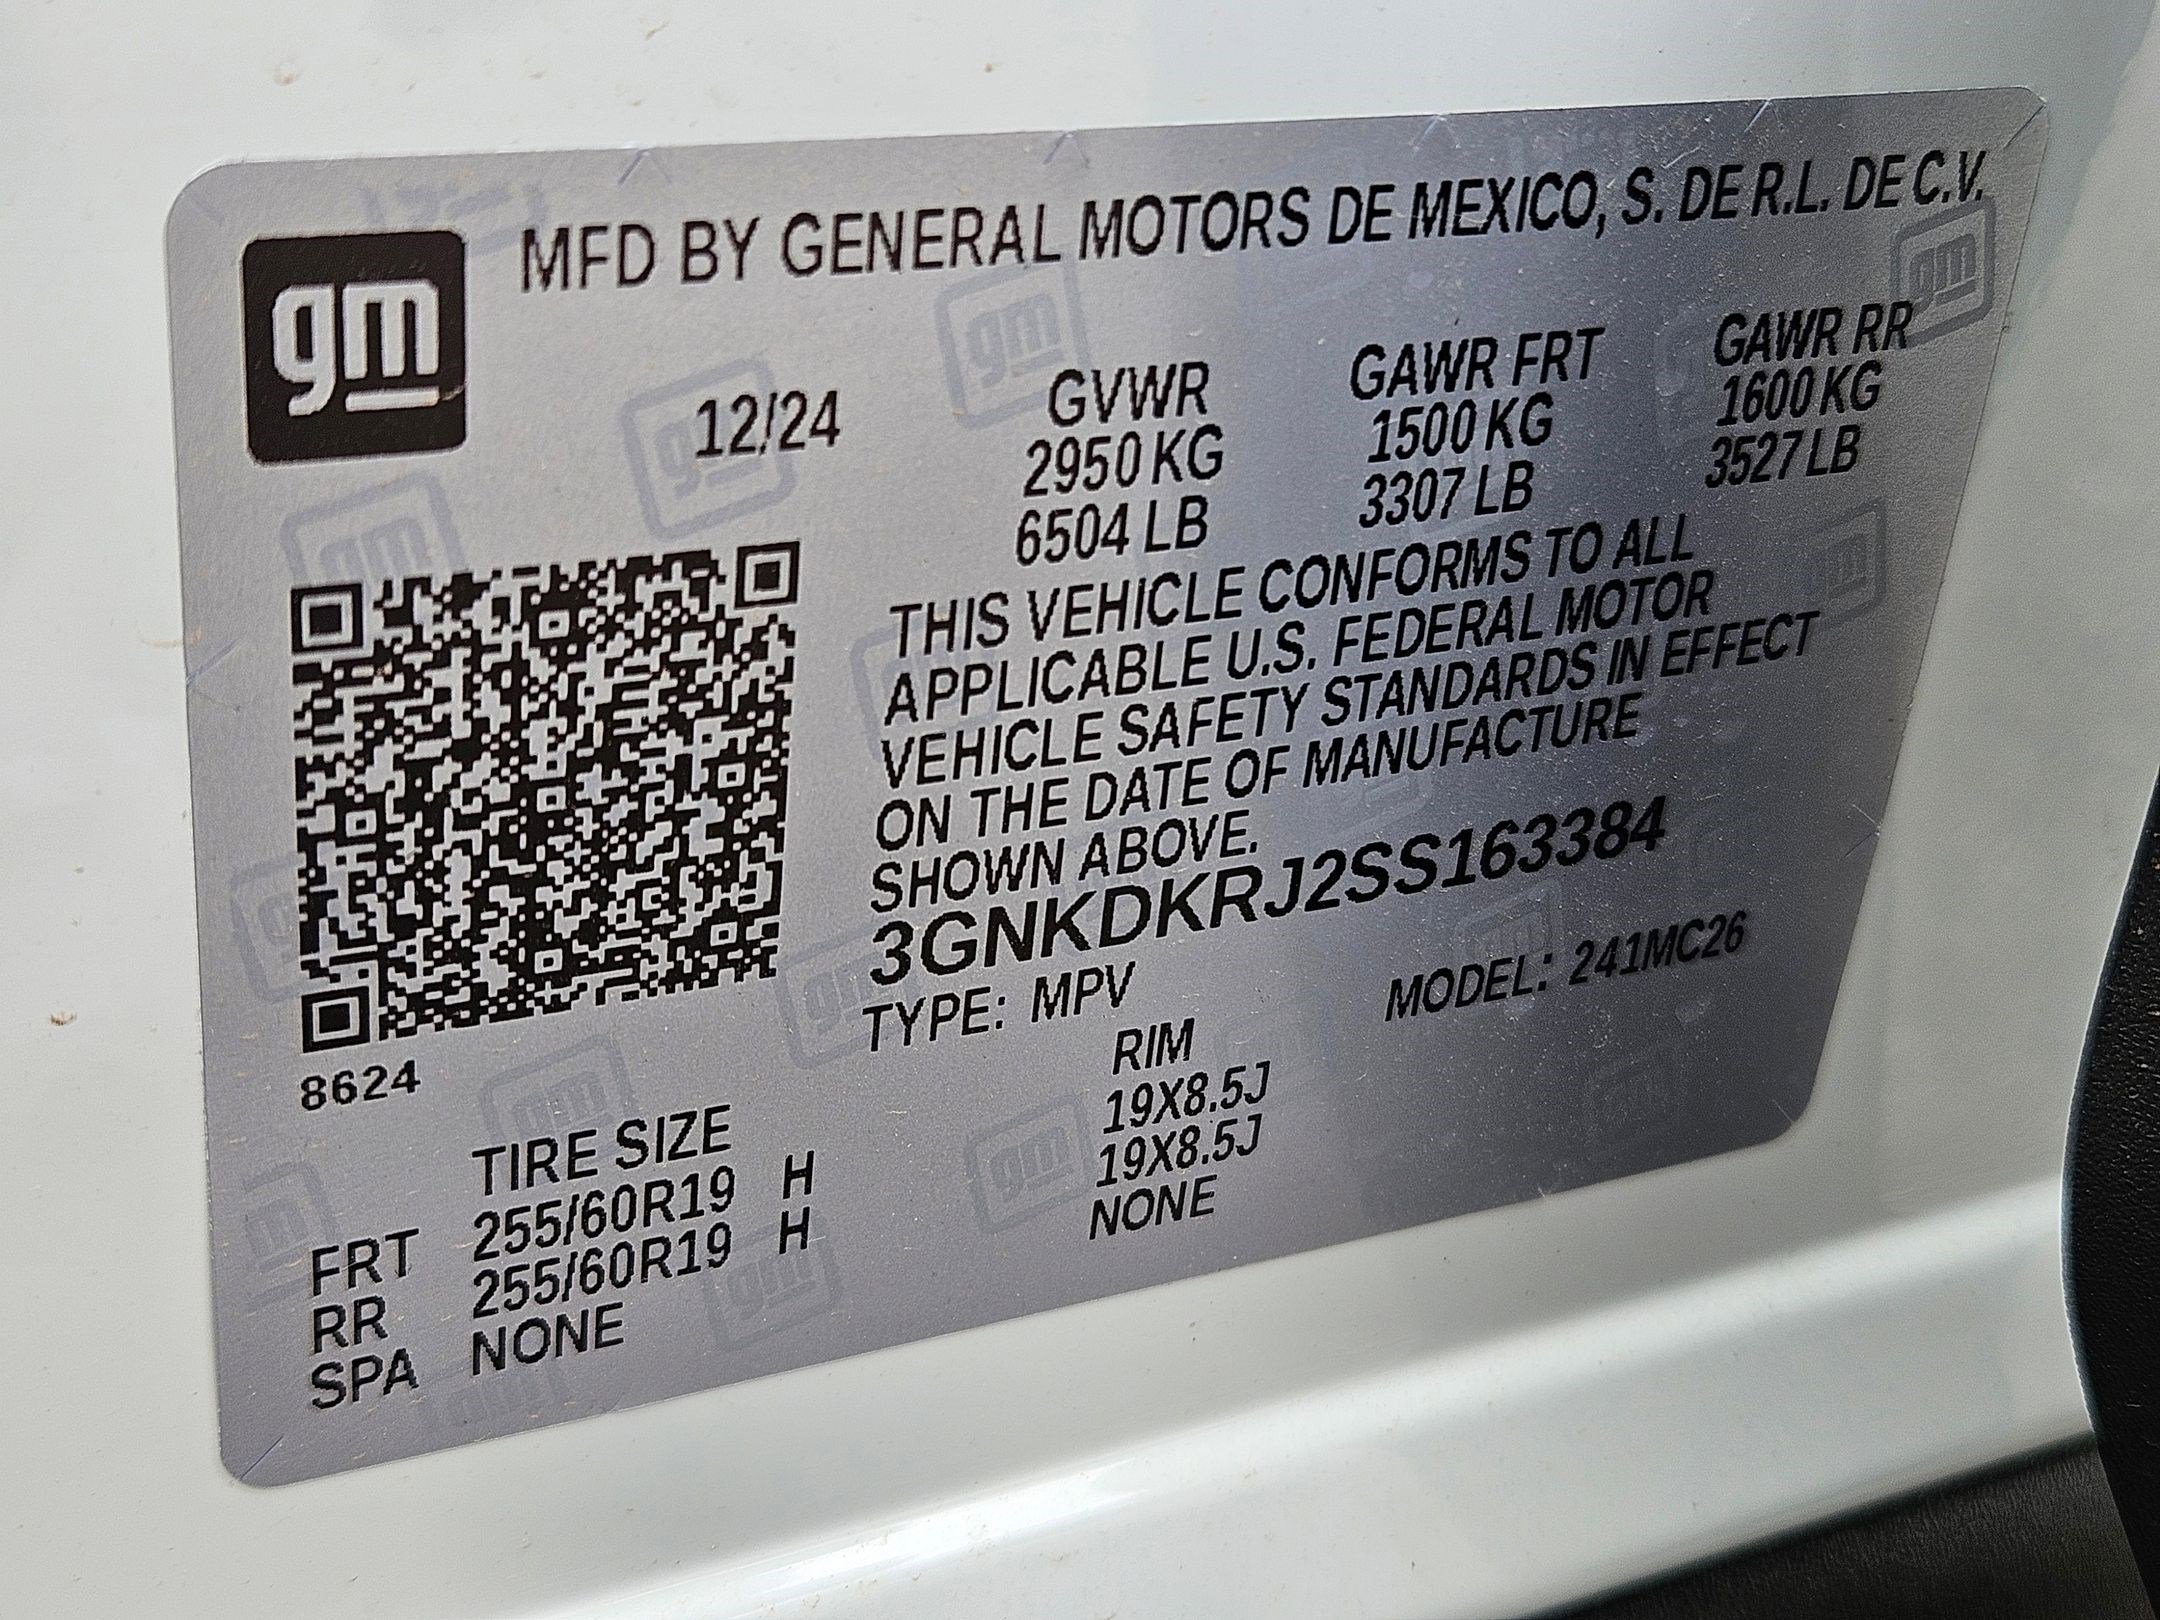 gm
MFD BY GENERAL MOTORS DE MEXICO, S. DE R.L. DE C.V.
12/24
GVWR GAWR FRT GAWR RR
2950 KG 1500 KG 1600 KG
6504 LB 3307 LB 3527 LB
THIS VEHICLE CONFORMS TO ALL
APPLICABLE U.S. FEDERAL MOTOR
VEHICLE SAFETY STANDARDS IN EFFECT
ON THE DATE OF MANUFACTURE
SHOWN ABOVE.
3GNKDKRJ2SS163384
TYPE: MPV MODEL: 241MC26
8624
TIRE SIZE RIM
FRT 255/60R19 H 19X8.5J
RR 255/60R19 H 19X8.5J
SPA NONE NONE